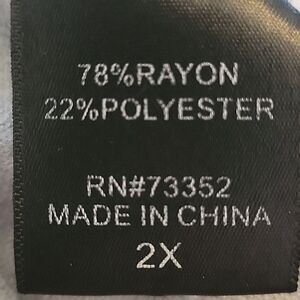 78%RAYON
22%POLYESTER
RN#73352
MADE IN CHINA
2X